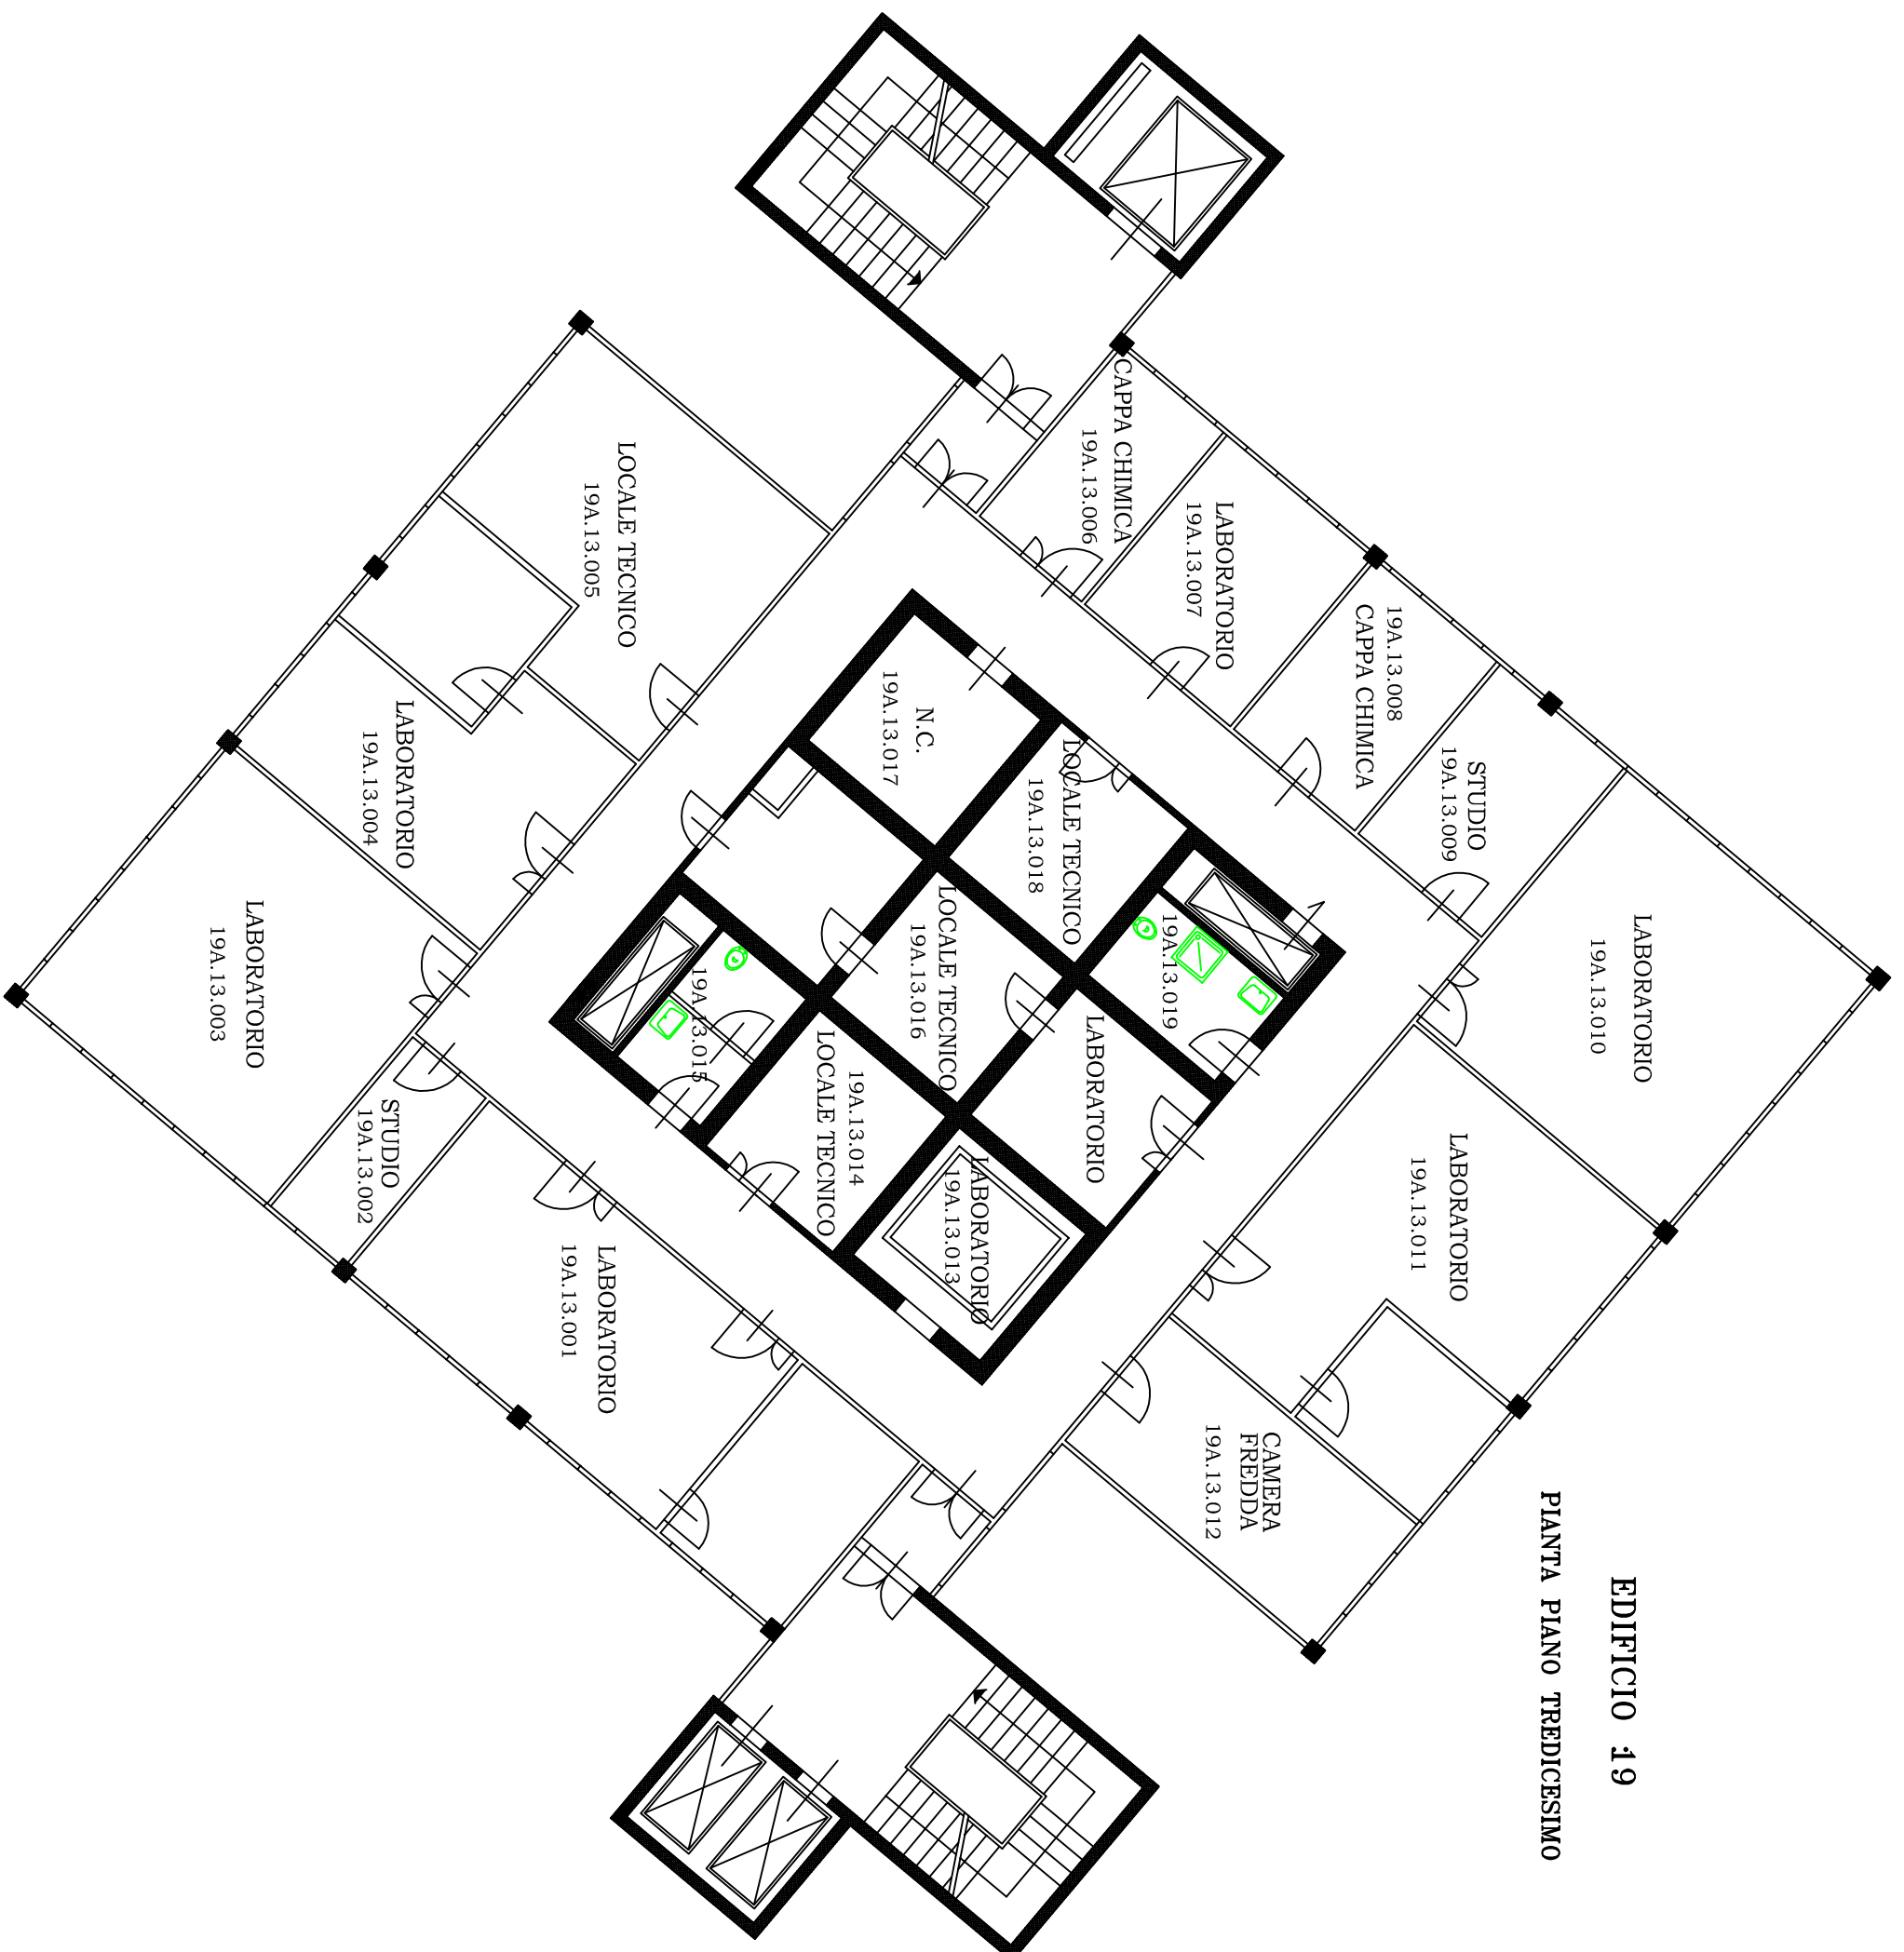 EDIFICIO :19
PIANTA PIANO TREDICESIMO
LABORATORIO
19A.13.010
STUDIO
19A.13.009
19A.13.008
CAPPA CHIMICA
LABORATORIO
19A.13.007
CAPPA CHIMICA
19A.13.006
LABORATORIO
19A.13.011
CAMERA
FREDDA
19A.13.012
19A.13.019
LABORATORIO
LOCALE TECNICO
19A.13.018
LABORATORIO
19A.13.013
LOCALE TECNICO
19A.13.016
N.C.
19A.13.017
19A.13.014
LOCALE TECNICO
19A.13.015
LOCALE TECNICO
19A.13.005
LABORATORIO
19A.13.001
LABORATORIO
19A.13.004
STUDIO
19A.13.002
LABORATORIO
19A.13.003